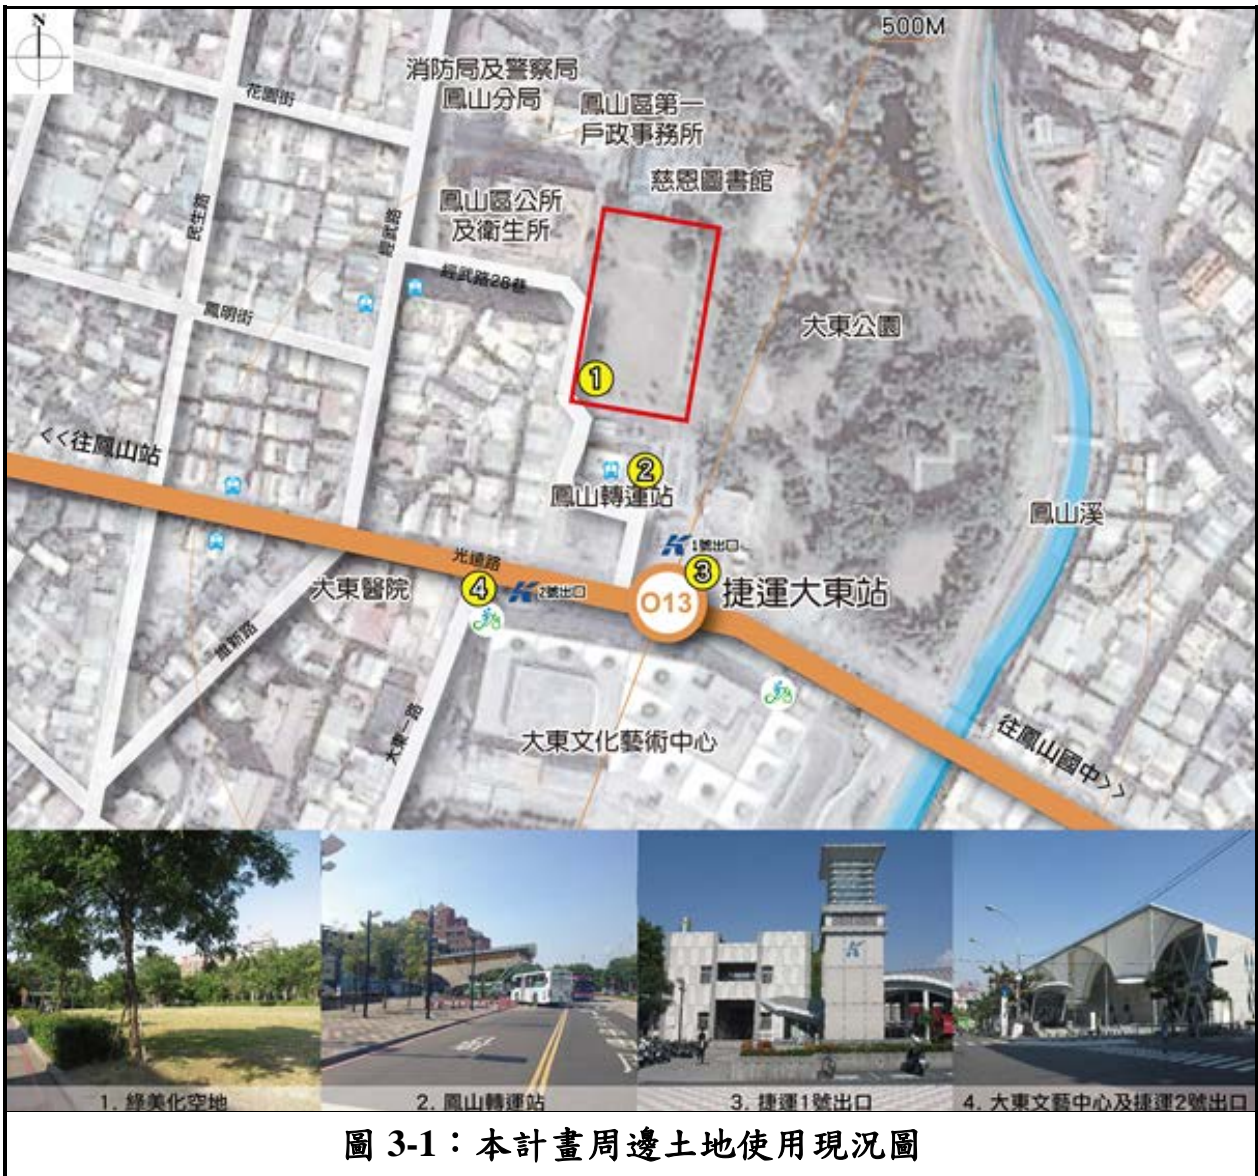 N
500M
消防局及警察局
鳳山分局
鳳山區第一
戶政事務所
花園街
慈恩圖書館
鳳山區公所
及衛生所
民生路
經武路
經武路28巷
鳳明街
大東公園
1
<<往鳳山站
2
鳳山轉運站
鳳山溪
1號出口
光遠路
3
大東醫院
4
2號出口
O13
捷運大東站
維新路
大東一路
大東文化藝術中心
往鳳山國中>>
1. 綠美化空地
2. 鳳山轉運站
3. 捷運1號出口
4. 大東文藝中心及捷運2號出口
圖 3-1：本計畫周邊土地使用現況圖